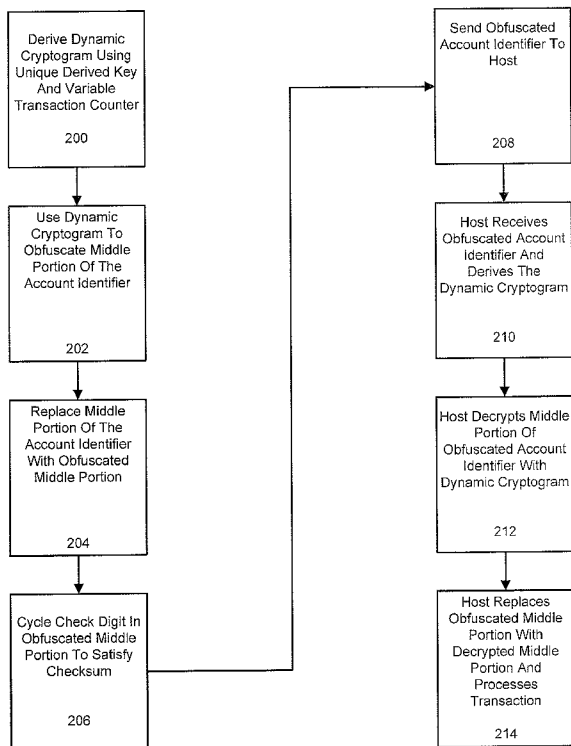 Derive Dynamic
Cryptogram Using
Unique Derived Key
And Variable
Transaction Counter
200
Use Dynamic
Cryptogram To
Obfuscate Middle
Portion Of The
Account Identifier
202
Replace Middle
Portion Of The
Account Identifier
With Obfuscated
Middle Portion
204
Cycle Check Digit In
Obfuscated Middle
Portion To Satisfy
Checksum
206
Send Obfuscated
Account Identifier To
Host
208
Host Receives
Obfuscated Account
Identifier And
Derives The
Dynamic Cryptogram
210
Host Decrypts Middle
Portion Of
Obfuscated Account
Identifier With
Dynamic Cryptogram
212
Host Replaces
Obfuscated Middle
Portion With
Decrypted Middle
Portion And
Processes
Transaction
214